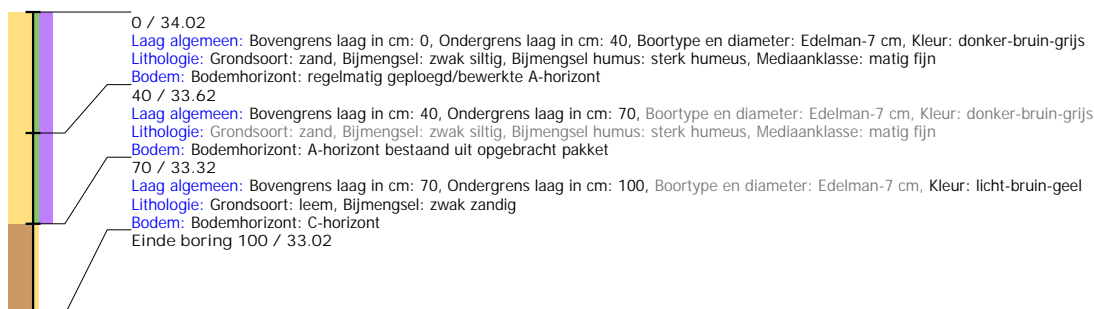 0 / 34.02
Laag algemeen: Bovengrens laag in cm: 0, Ondergrens laag in cm: 40, Boortype en diameter: Edelman-7 cm, Kleur: donker-bruin-grijs
Lithologie: Grondsoort: zand, Bijmengsel: zwak siltig, Bijmengsel humus: sterk humeus, Mediaanklasse: matig fijn
Bodem: Bodemhorizont: regelmatig geploegd/bewerkte A-horizont
40 / 33.62
Laag algemeen: Bovengrens laag in cm: 40, Ondergrens laag in cm: 70, Boortype en diameter: Edelman-7 cm, Kleur: donker-bruin-grijs
Lithologie: Grondsoort: zand, Bijmengsel: zwak siltig, Bijmengsel humus: sterk humeus, Mediaanklasse: matig fijn
Bodem: Bodemhorizont: A-horizont bestaand uit opgebracht pakket
70 / 33.32
Laag algemeen: Bovengrens laag in cm: 70, Ondergrens laag in cm: 100, Boortype en diameter: Edelman-7 cm, Kleur: licht-bruin-geel
Lithologie: Grondsoort: leem, Bijmengsel: zwak zandig
Bodem: Bodemhorizont: C-horizont
Einde boring 100 / 33.02